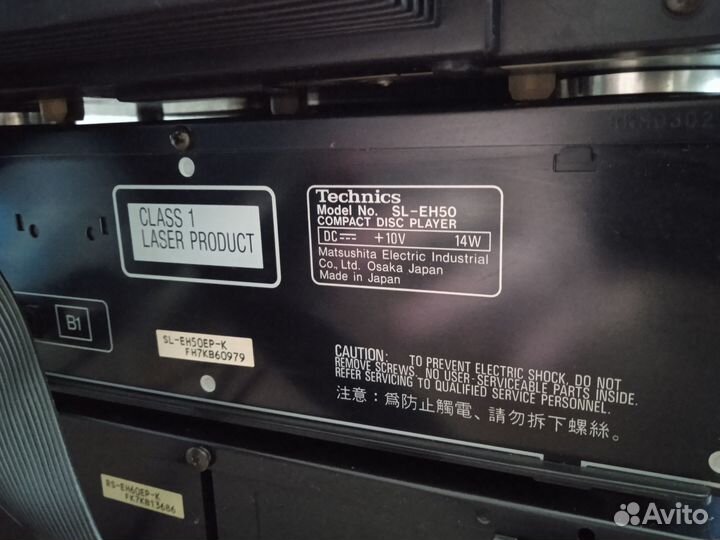 CLASS 1
LASER PRODUCT
Technics
Model No. SL-EH50
COMPACT DISC PLAYER
DC +10V 14W
Matsushita Electric Industrial
Co., Ltd. Osaka Japan
Made in Japan
B1
SL-EH50EP-K
FH7KB60979
CAUTION: TO PREVENT ELECTRIC SHOCK, DO NOT
REMOVE SCREWS. NO USER-SERVICEABLE PARTS INSIDE.
REFER SERVICING TO QUALIFIED SERVICE PERSONNEL.
注意：為防止觸電、請勿拆下螺絲。
RS-EH60EP-K
FK7KB13686
Avito